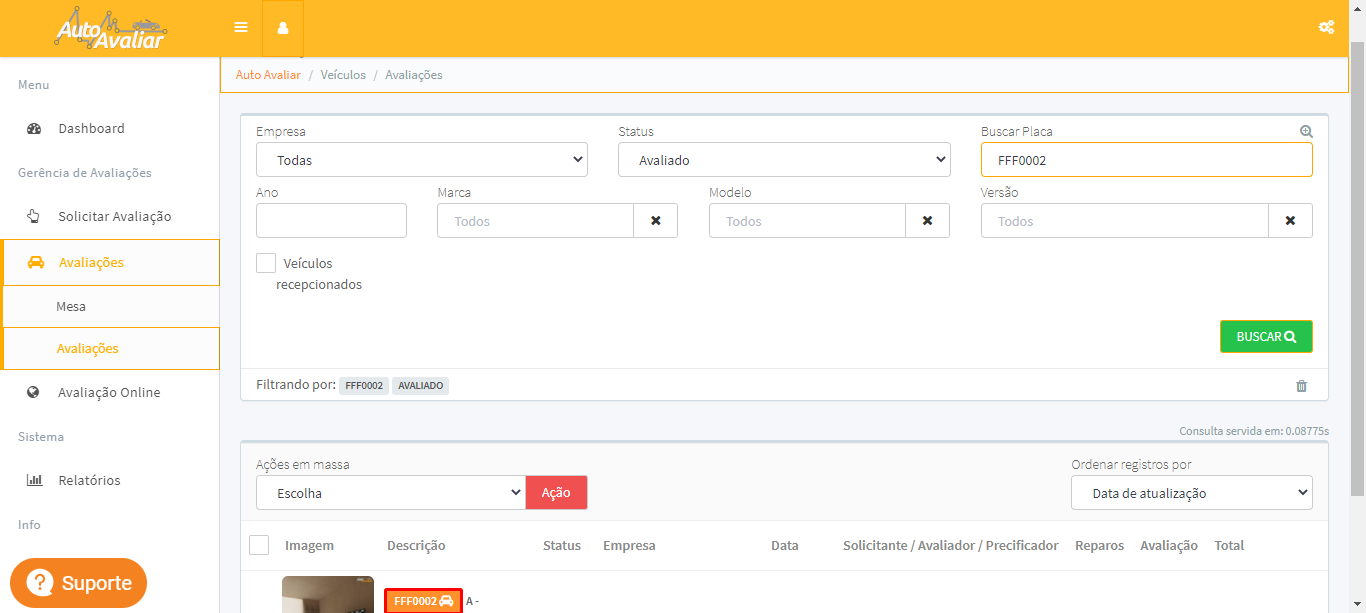 Auto Avaliar
Auto Avaliar / Veículos / Avaliações
Menu
Dashboard
Gerência de Avaliações
Solicitar Avaliação
Avaliações
Mesa
Avaliações
Avaliação Online
Sistema
Relatórios
Info
? Suporte
Empresa Status Buscar Placa
Todas Avaliado FFF0002
Ano Marca Modelo Versão
Todos Todos Todos
Veículos
recepcionados
BUSCAR
Filtrando por: FFF0002 AVALIADO
Consulta servida em: 0.08775s
Ações em massa Ordenar registros por
Escolha Ação Data de atualização
Imagem Descrição Status Empresa Data Solicitante / Avaliador / Precificador Reparos Avaliação Total
FFF0002 A -